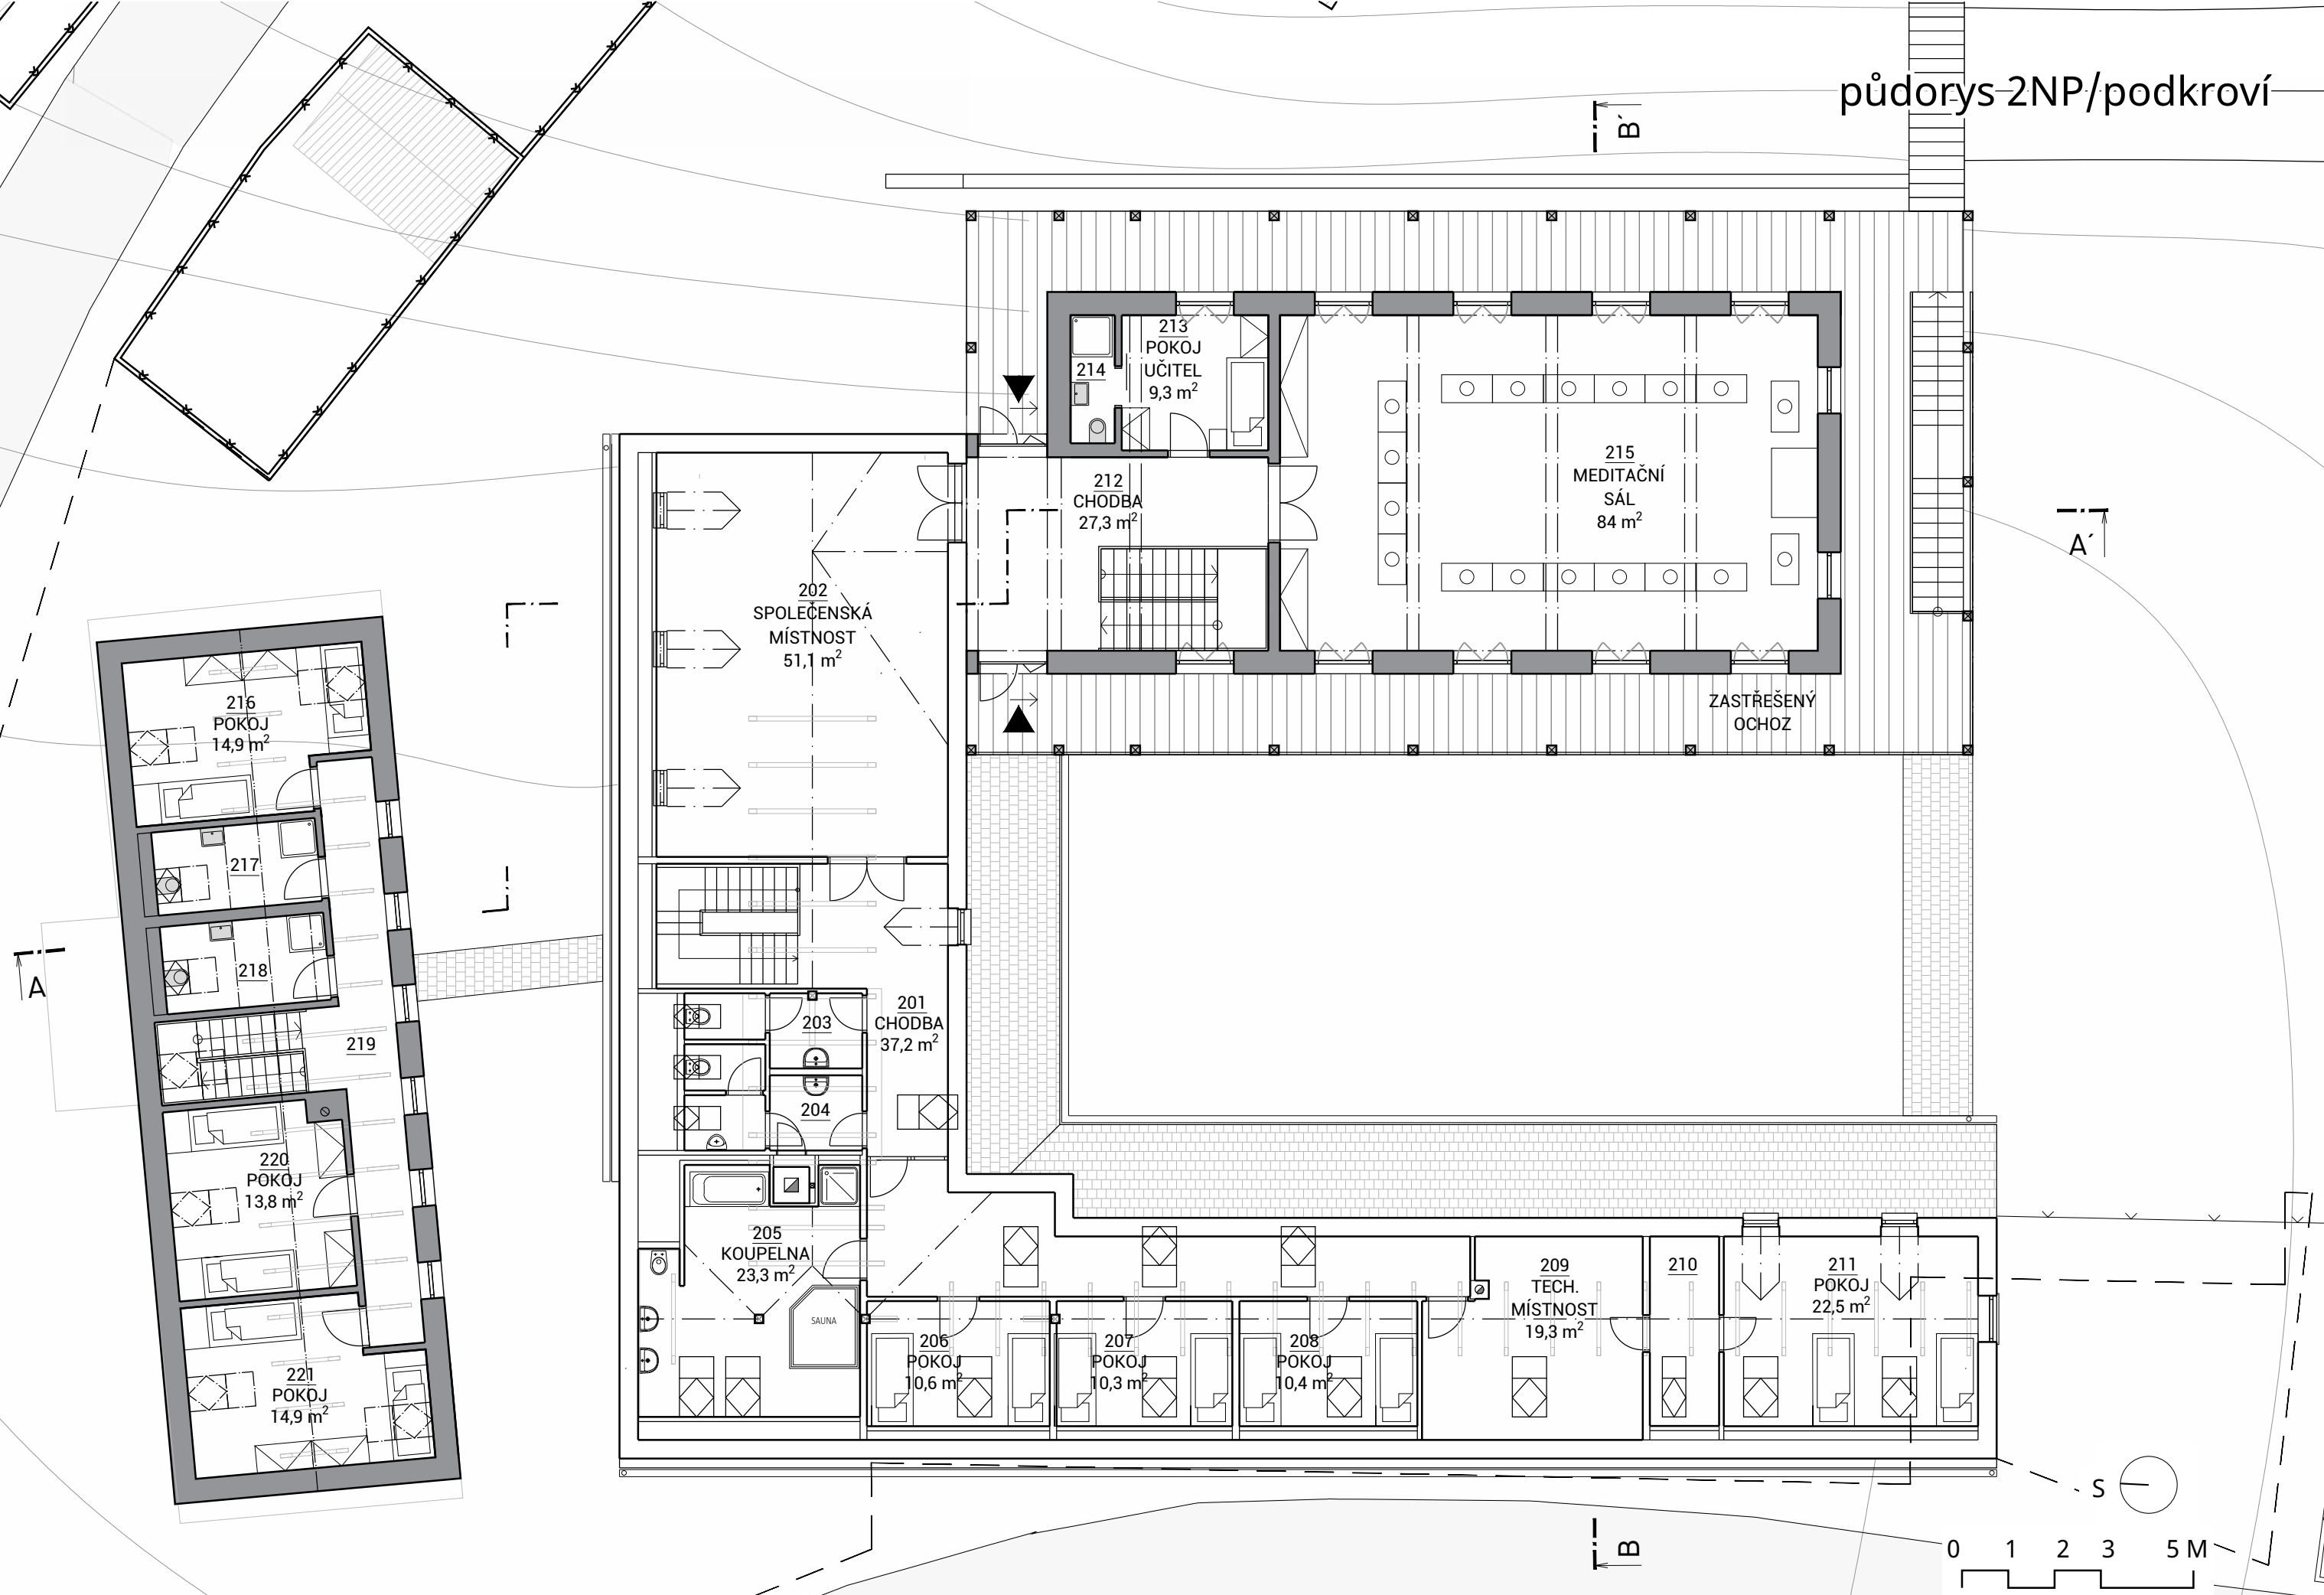 půdorys 2NP/podkroví
B´
213
POKOJ
UČITEL
9,3 m²
214
212
CHODBA
27,3 m²
215
MEDITAČNÍ
SÁL
84 m²
A´
202
SPOLEČENSKÁ
MÍSTNOST
51,1 m²
ZASTŘEŠENÝ
OCHOZ
216
POKOJ
14,9 m²
217
218
A
219
201
CHODBA
37,2 m²
203
204
220
POKOJ
13,8 m²
205
KOUPELNA
23,3 m²
SAUNA
206
POKOJ
10,6 m²
207
POKOJ
10,3 m²
208
POKOJ
10,4 m²
209
TECH.
MÍSTNOST
19,3 m²
210
211
POKOJ
22,5 m²
221
POKOJ
14,9 m²
S
B
0 1 2 3 5 M